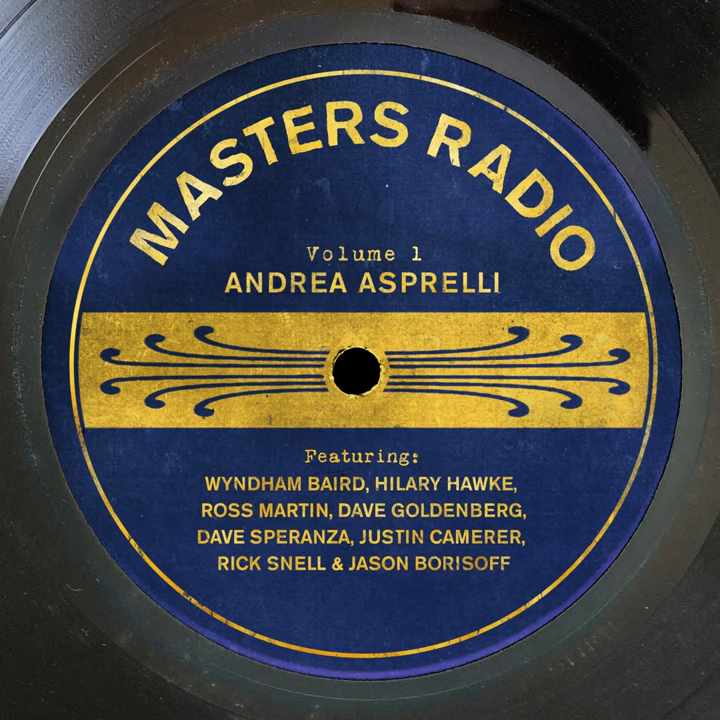 MASTERS RADIO
Volume 1
ANDREA ASPRELLI
Featuring:
WYNDHAM BAIRD, HILARY HAWKE,
ROSS MARTIN, DAVE GOLDENBERG,
DAVE SPERANZA, JUSTIN CAMERER,
RICK SNELL & JASON BORISOFF